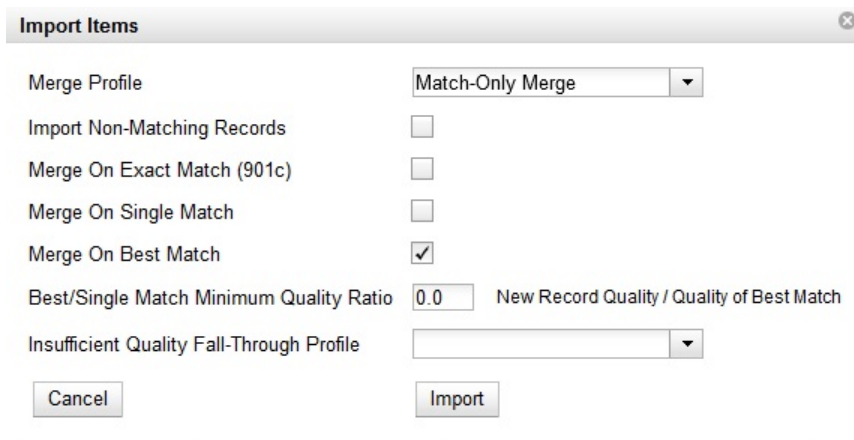 Import Items
Merge Profile Match-Only Merge
Import Non-Matching Records
Merge On Exact Match (901c)
Merge On Single Match
Merge On Best Match
Best/Single Match Minimum Quality Ratio 0.0 New Record Quality / Quality of Best Match
Insufficient Quality Fall-Through Profile
Cancel Import